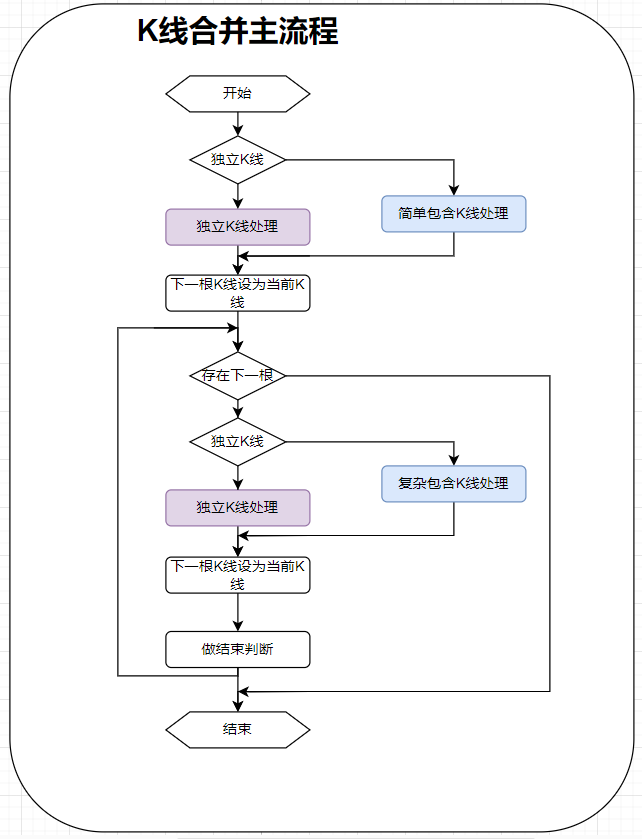 K线合并主流程
开始
独立K线
独立K线处理
简单包含K线处理
下一根K线设为当前K
线
存在下一根
独立K线
复杂包含K线处理
独立K线处理
下一根K线设为当前K
线
做结束判断
结束